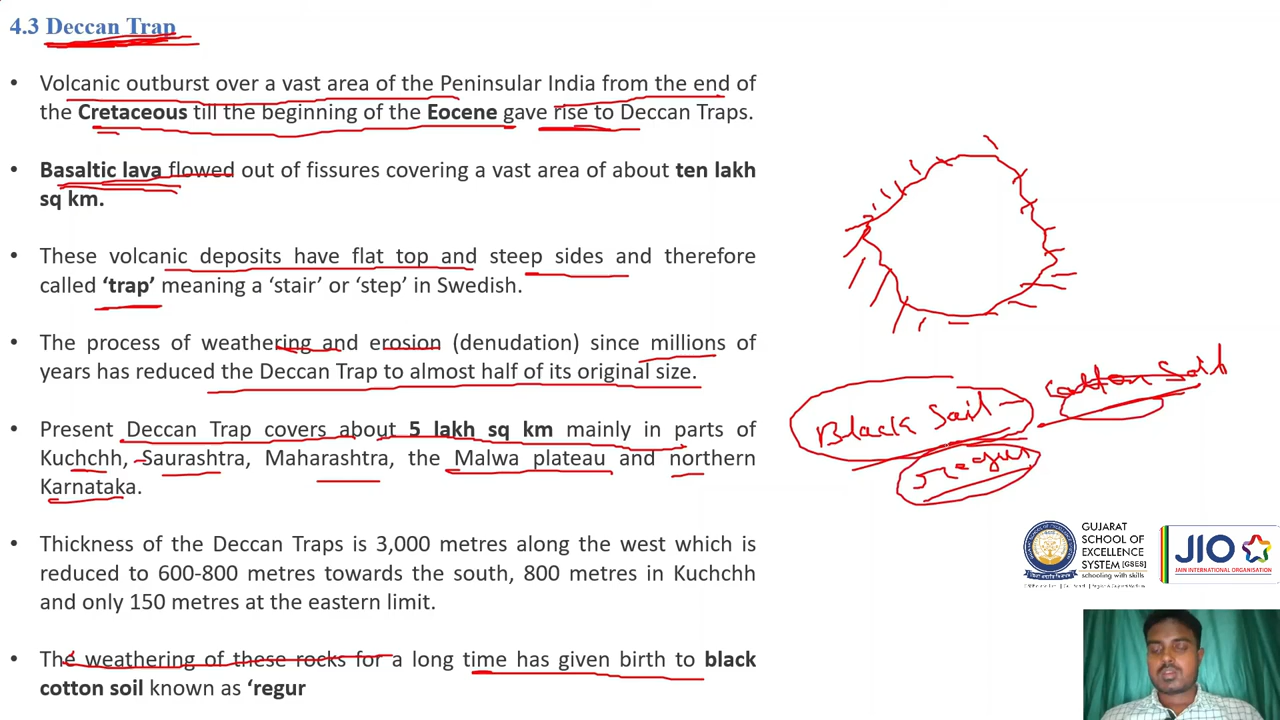 4.3 Deccan Trap
• Volcanic outburst over a vast area of the Peninsular India from the end of
the Cretaceous till the beginning of the Eocene gave rise to Deccan Traps.
• Basaltic lava flowed out of fissures covering a vast area of about ten lakh
sq km.
• These volcanic deposits have flat top and steep sides and therefore
called ‘trap’ meaning a ‘stair’ or ‘step’ in Swedish.
• The process of weathering and erosion (denudation) since millions of
years has reduced the Deccan Trap to almost half of its original size.
• Present Deccan Trap covers about 5 lakh sq km mainly in parts of
Kuchchh, Saurashtra, Maharashtra, the Malwa plateau and northern
Karnataka.
• Thickness of the Deccan Traps is 3,000 metres along the west which is
reduced to 600-800 metres towards the south, 800 metres in Kuchchh
and only 150 metres at the eastern limit.
• The weathering of these rocks for a long time has given birth to black
cotton soil known as ‘regur
Black Soil
Cotton Soil
regur
GUJARAT
SCHOOL OF
EXCELLENCE
SYSTEM [GSES]
schooling with skills
JIO
JAIN INTERNATIONAL ORGANISATION